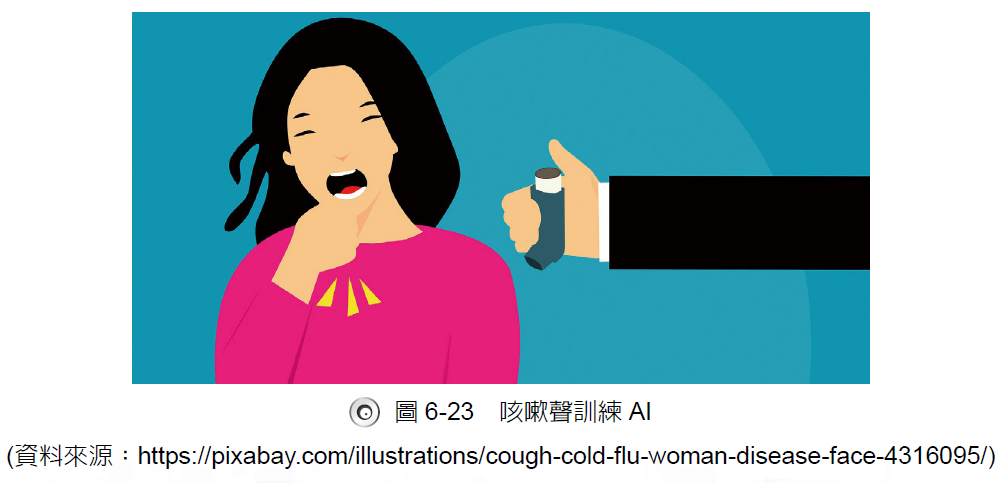 圖 6-23 咳嗽聲訓練 AI
(資料來源：https://pixabay.com/illustrations/cough-cold-flu-woman-disease-face-4316095/)